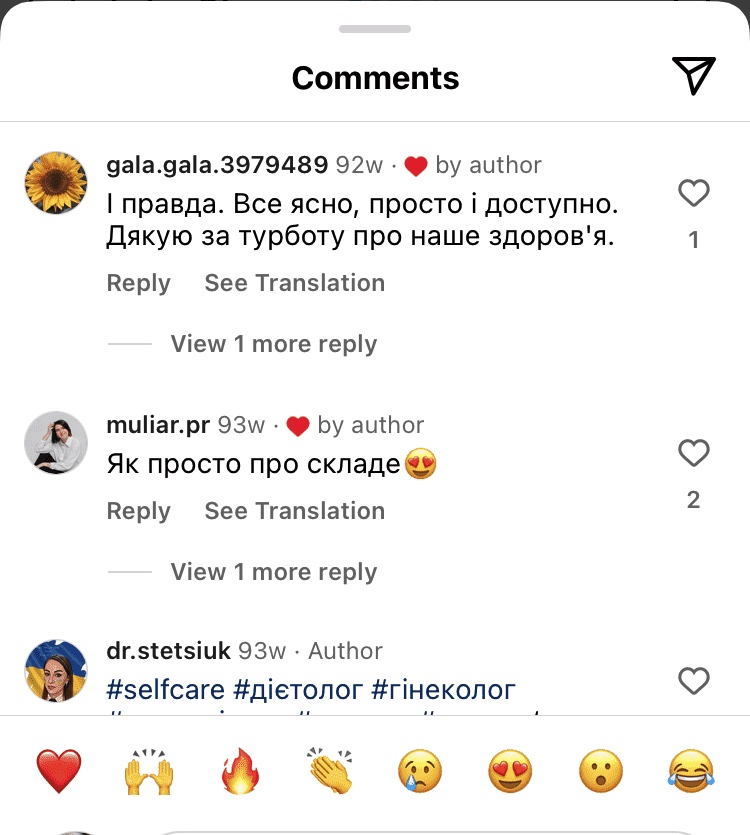 Comments
gala.gala.3979489 92w · ❤️ by author
І правда. Все ясно, просто і доступно.
Дякую за турботу про наше здоров'я.
1
Reply See Translation
View 1 more reply
muliar.pr 93w · ❤️ by author
Як просто про складе😍
Reply See Translation
2
View 1 more reply
dr.stetsiuk 93w · Author
#selfcare #дієтолог #гінеколог